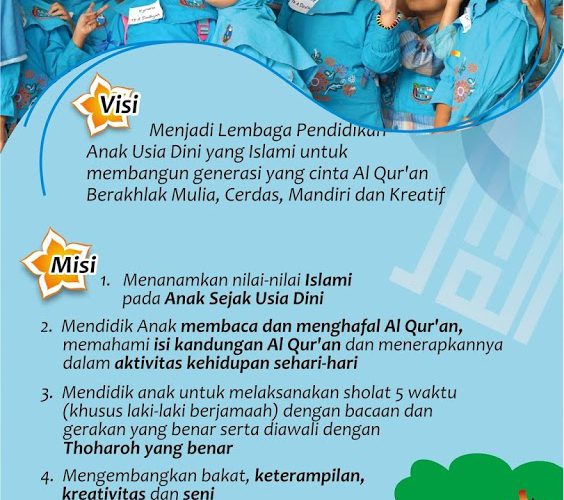 Visi
Menjadi Lembaga Pendidikan
Anak Usia Dini yang Islami untuk
membangun generasi yang cinta Al Qur'an
Berakhlak Mulia, Cerdas, Mandiri dan Kreatif
Misi
1. Menanamkan nilai-nilai Islami
pada Anak Sejak Usia Dini
2. Mendidik Anak membaca dan menghafal Al Qur'an,
memahami isi kandungan Al Qur'an dan menerapkannya
dalam aktivitas kehidupan sehari-hari
3. Mendidik anak untuk melaksanakan sholat 5 waktu
(khusus laki-laki berjamaah) dengan bacaan dan
gerakan yang benar serta diawali dengan
Thoharoh yang benar
4. Mengembangkan bakat, keterampilan,
kreativitas dan seni